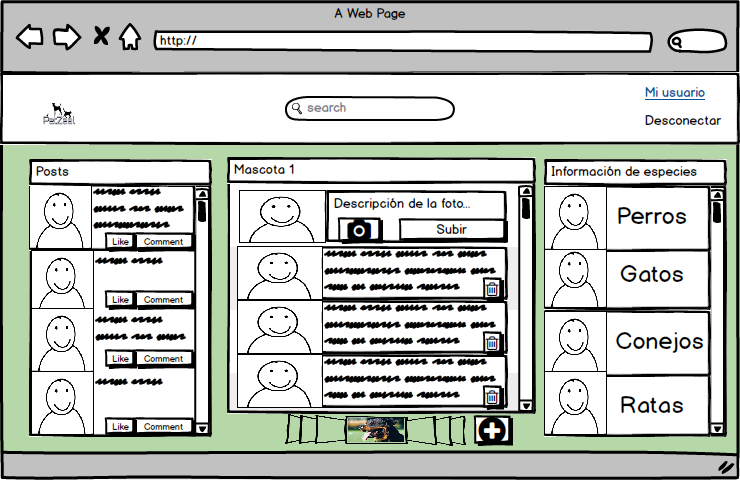 A Web Page
http://
search
Mi usuario
Desconectar
Posts
Like
Comment
Like
Comment
Like
Comment
Like
Comment
Mascota 1
Descripción de la foto...
Subir
Información de especies
Perros
Gatos
Conejos
Ratas